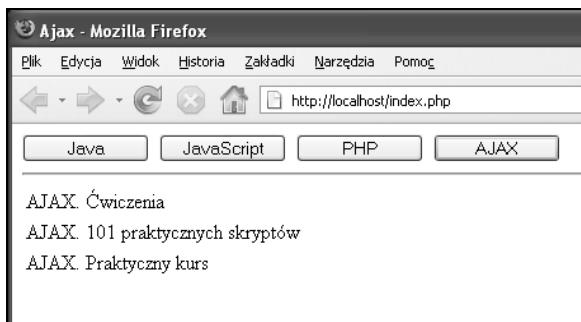 Ajax - Mozilla Firefox
Plik Edycja Widok Historia Zakładki Narzędzia Pomoc
http://localhost/index.php
Java JavaScript PHP AJAX
AJAX. Ćwiczenia
AJAX. 101 praktycznych skryptów
AJAX. Praktyczny kurs